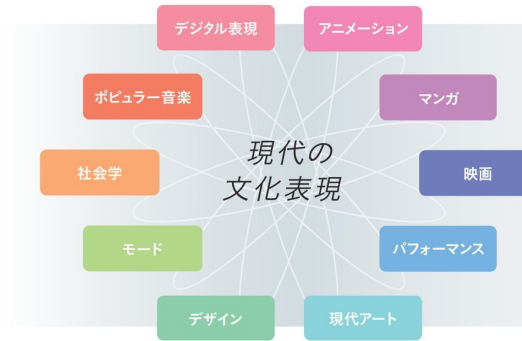 デジタル表現
アニメーション
ポピュラー音楽
マンガ
現代の
文化表現
社会学
映画
モード
パフォーマンス
デザイン
現代アート